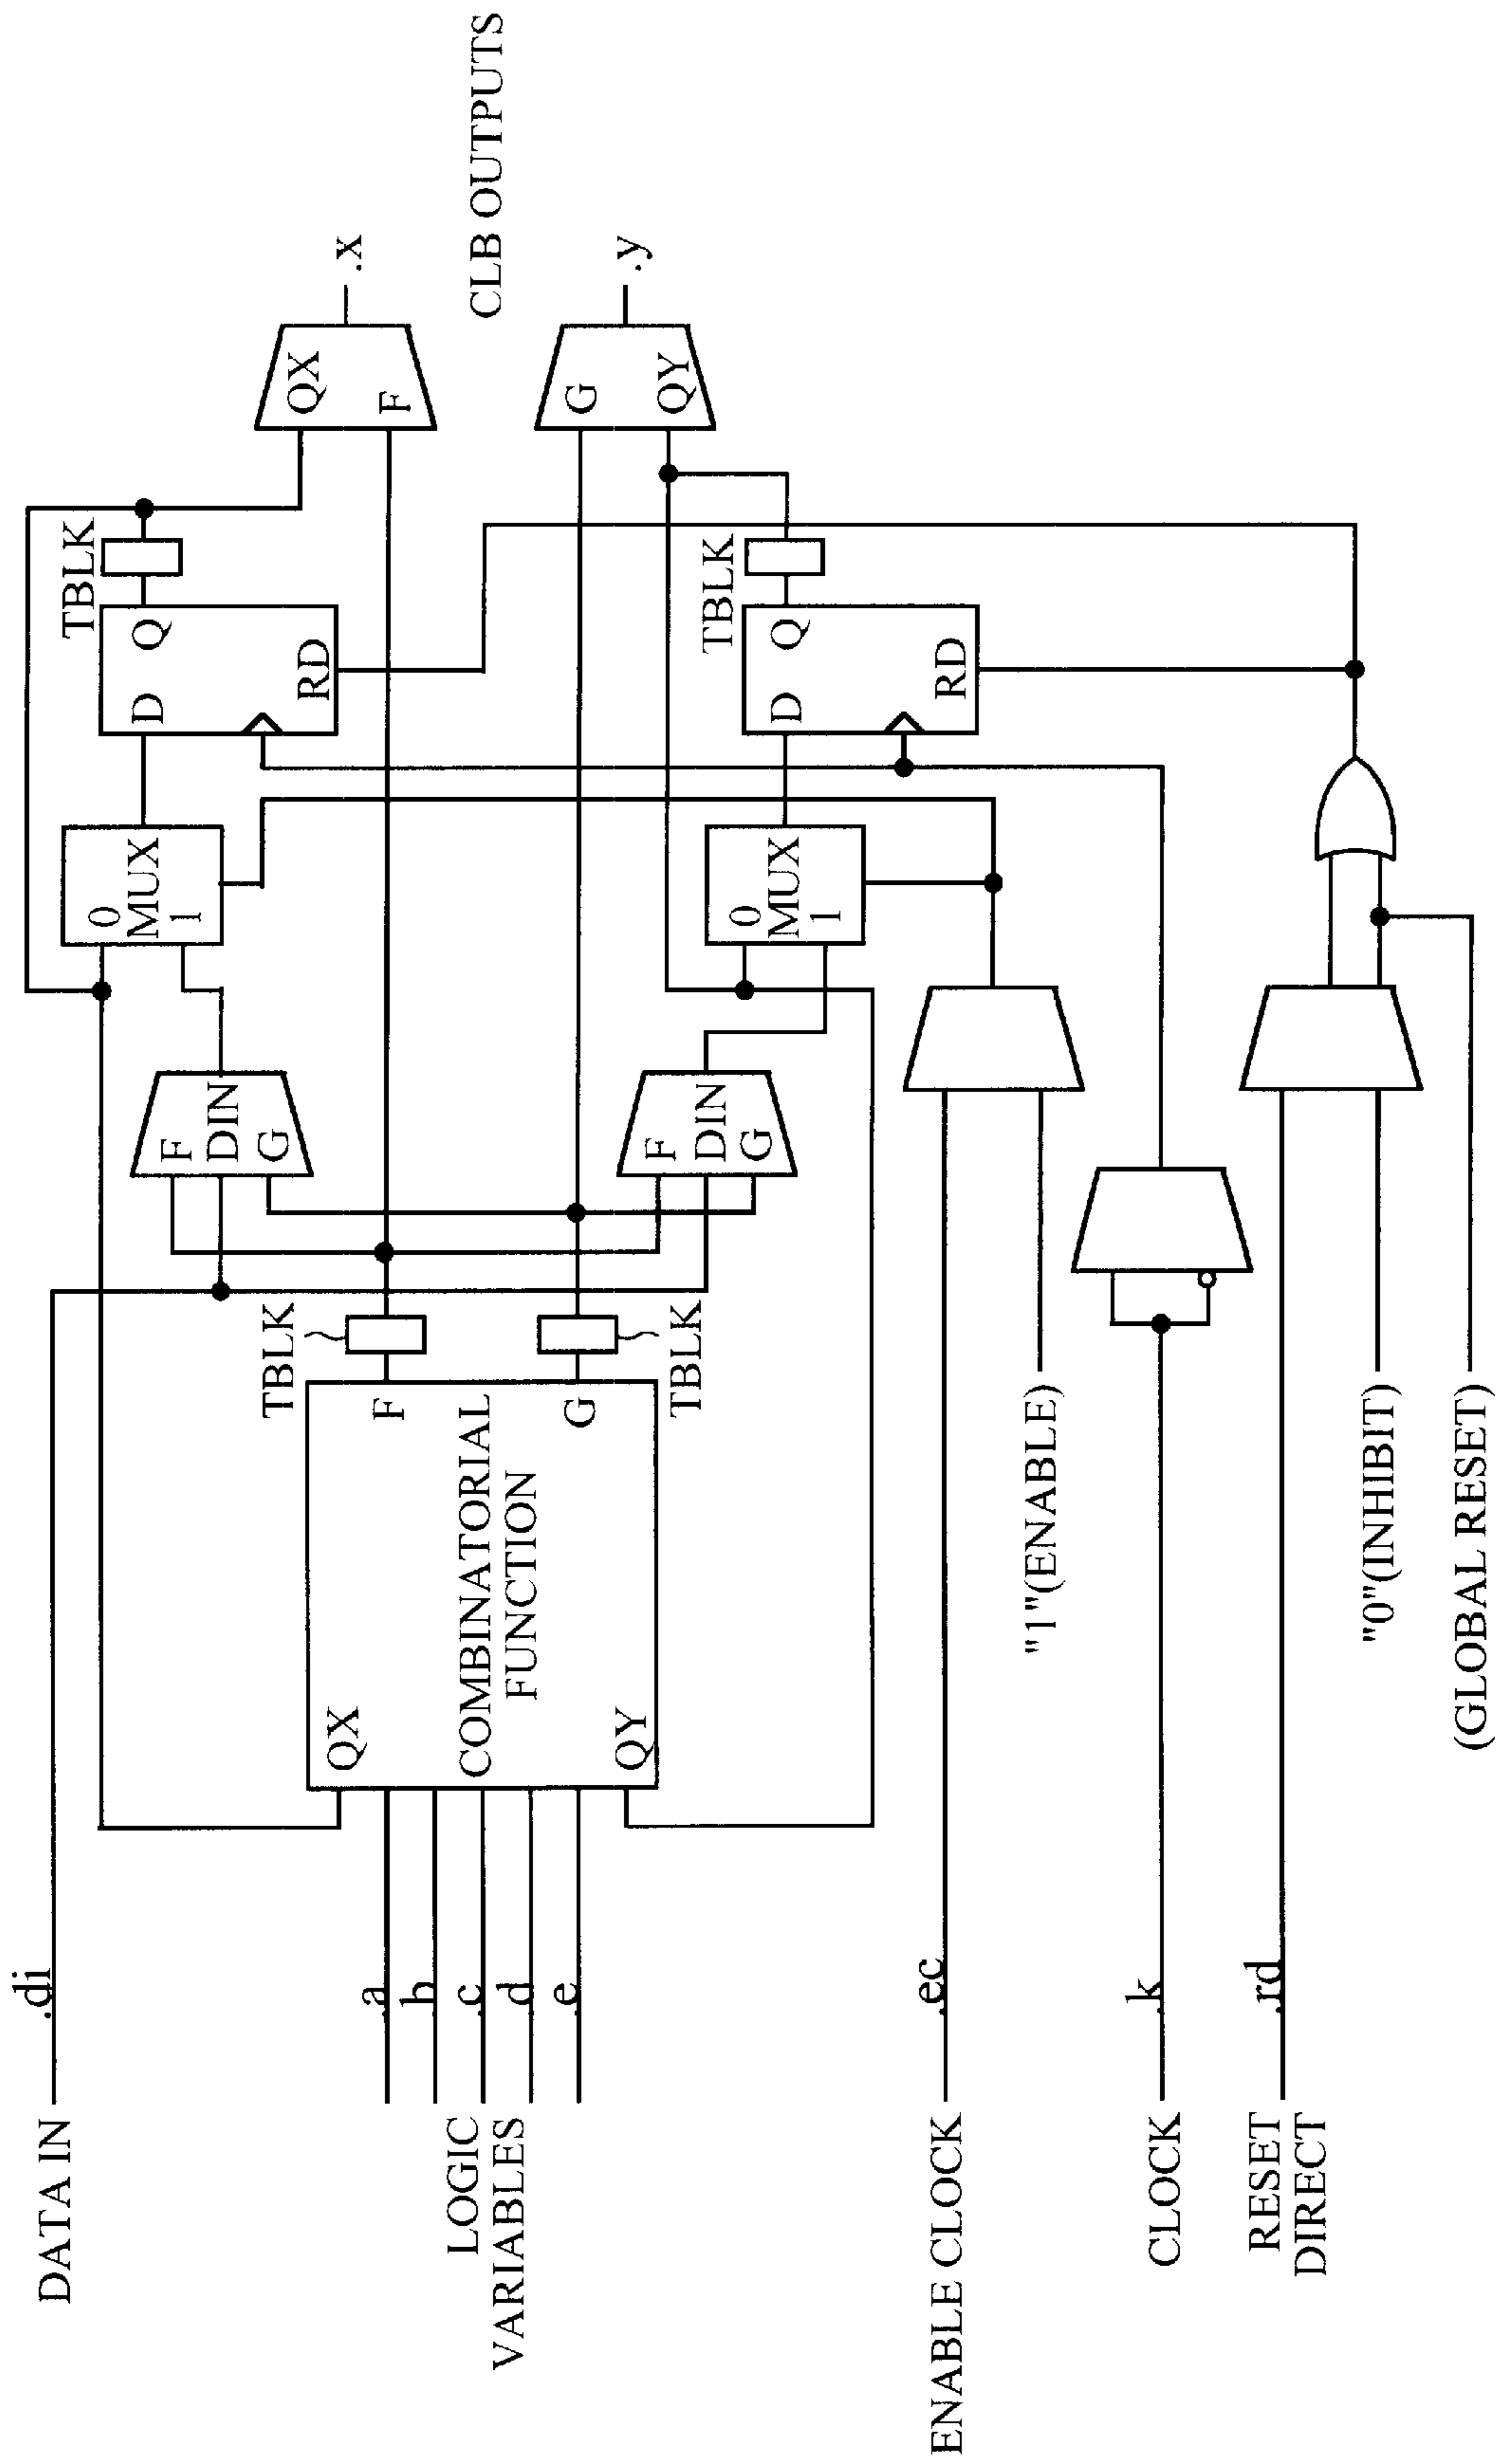 DATA IN
.di
LOGIC
VARIABLES
.a
.b
.c
.d
.e
QX
COMBINATORIAL
FUNCTION
QY
F
G
TBLK
TBLK
F
DIN
G
F
DIN
G
0
MUX
1
0
MUX
1
D
Q
RD
TBLK
D
Q
RD
TBLK
QX
F
G
QY
.x
.y
CLB OUTPUTS
ENABLE CLOCK
.ec
"1"(ENABLE)
CLOCK
.k
RESET
DIRECT
.rd
"0"(INHIBIT)
(GLOBAL RESET)